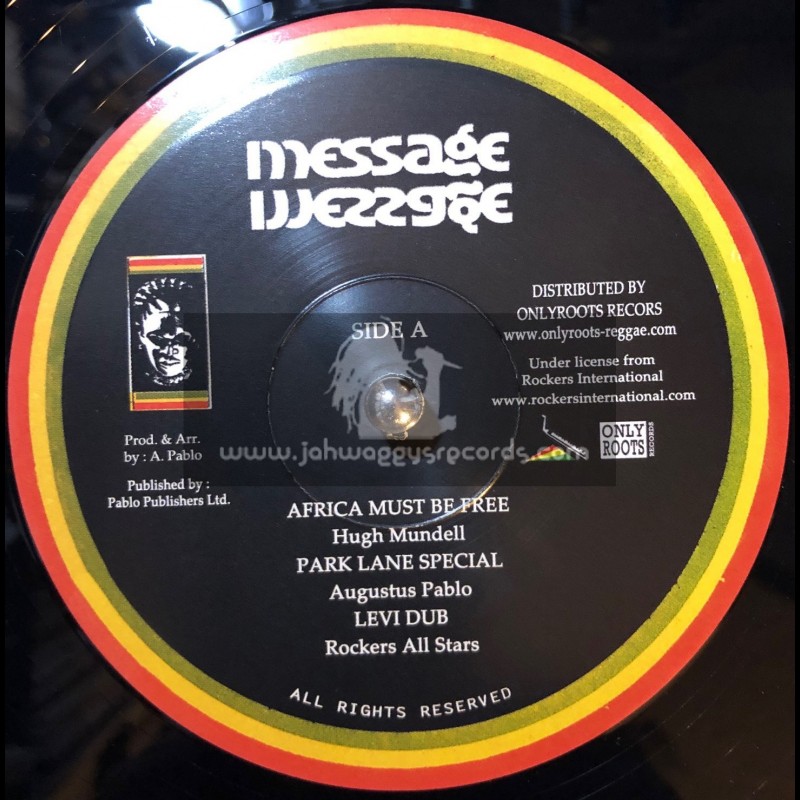 message
message
SIDE A
DISTRIBUTED BY
ONLYROOTS RECORS
www.onlyroots-reggae.com
Under license from
Rockers International
www.rockersinternational.com
ONLY
ROOTS
RECORDS
Prod. & Arr.
by : A. Pablo
Published by :
Pablo Publishers Ltd.
www.jahwaggysrecords.com
AFRICA MUST BE FREE
Hugh Mundell
PARK LANE SPECIAL
Augustus Pablo
LEVI DUB
Rockers All Stars
ALL RIGHTS RESERVED